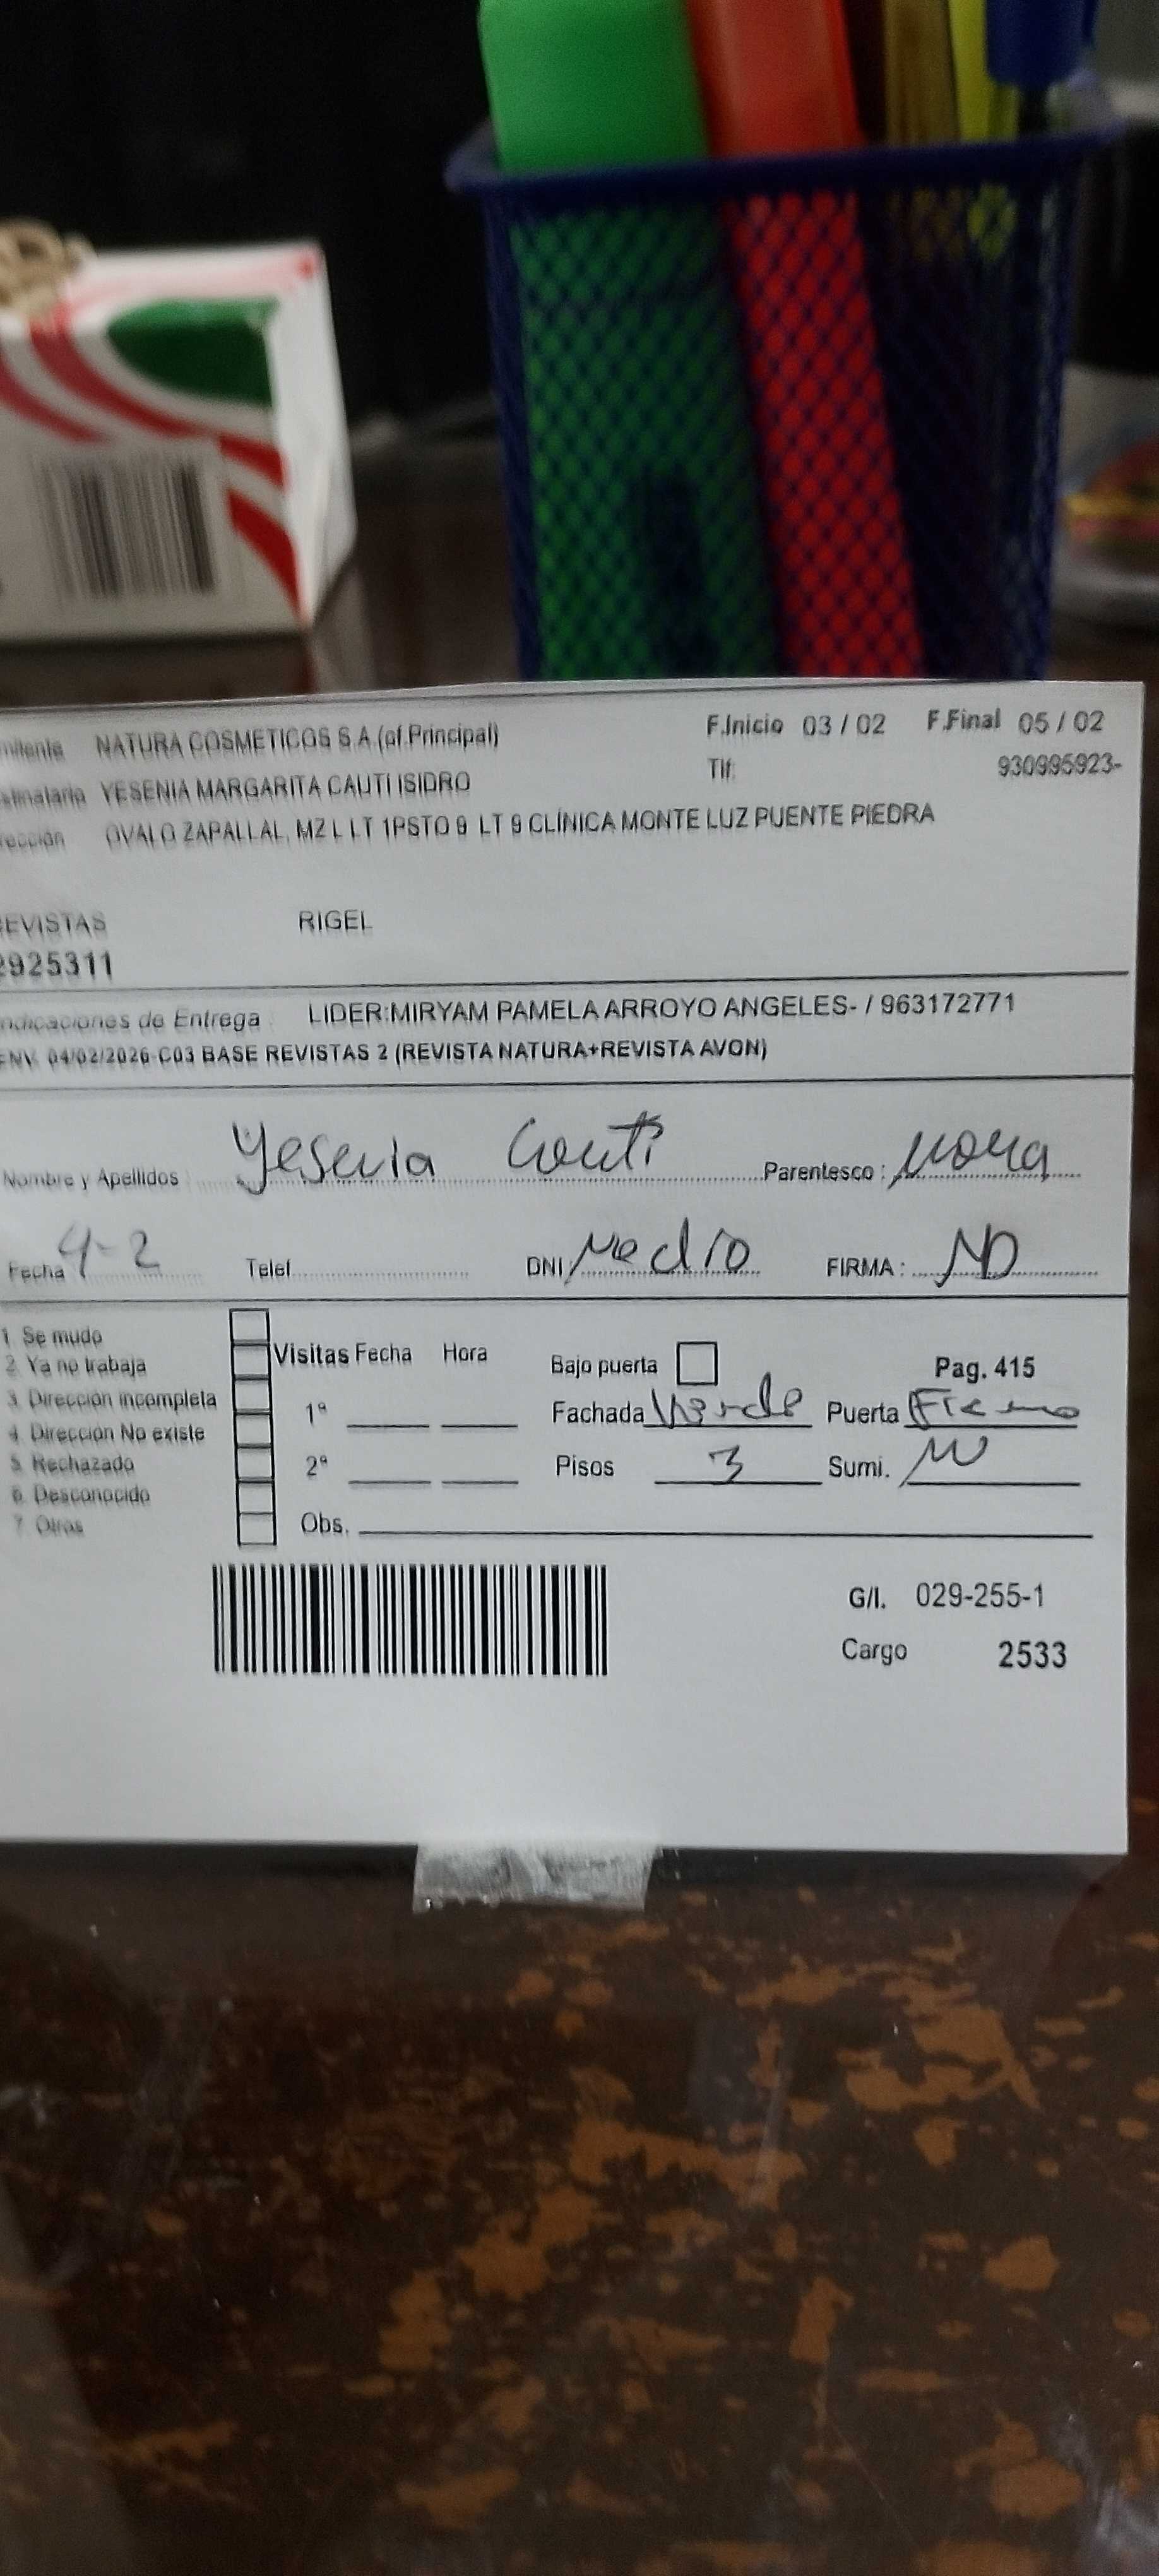 mitente NATURA COSMETICOS S.A.(of.Principal) F.Inicio 03 / 02 F.Final 05 / 02
stinatario YESENIA MARGARITA CAUTI ISIDRO Tlf: 930995923-
rección OVALO ZAPALLAL, MZ L LT 1PSTO 9 LT 9 CLÍNICA MONTE LUZ PUENTE PIEDRA
EVISTAS RIGEL
2925311
ndicaciones de Entrega : LIDER:MIRYAM PAMELA ARROYO ANGELES- / 963172771
ENV. 04/02/2026-C03 BASE REVISTAS 2 (REVISTA NATURA+REVISTA AVON)
Nombre y Apellidos Yesenia Cauti Parentesco :
Fecha 4-2 Telef. DNI FIRMA :
1. Se mudo
2. Ya no trabaja Visitas Fecha Hora Bajo puerta Pag. 415
3. Dirección incompleta 1ª Fachada Verde Puerta
4. Dirección No existe
5. Rechazado 2ª Pisos 3 Sumi.
6. Desconocido
7. Otros Obs.
G/I. 029-255-1
Cargo 2533